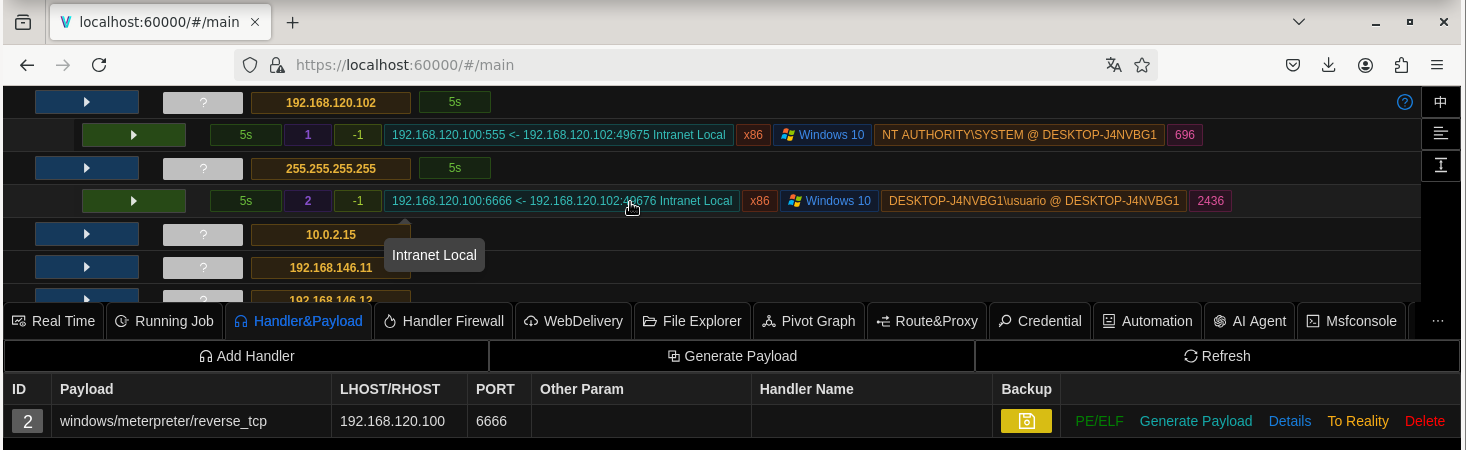 localhost:60000/#/main
https://localhost:60000/#/main
? 192.168.120.102 5s ? 中
5s 1 -1 192.168.120.100:555 <- 192.168.120.102:49675 Intranet Local x86 Windows 10 NT AUTHORITY\SYSTEM @ DESKTOP-J4NVBG1 696
? 255.255.255.255 5s
5s 2 -1 192.168.120.100:6666 <- 192.168.120.102:49676 Intranet Local x86 Windows 10 DESKTOP-J4NVBG1\usuario @ DESKTOP-J4NVBG1 2436
? 10.0.2.15
Intranet Local
? 192.168.146.11
192.168.146.12
Real Time Running Job Handler&Payload Handler Firewall WebDelivery File Explorer Pivot Graph Route&Proxy Credential Automation AI Agent Msfconsole ...
Add Handler Generate Payload Refresh
ID Payload LHOST/RHOST PORT Other Param Handler Name Backup
2 windows/meterpreter/reverse_tcp 192.168.120.100 6666 PE/ELF Generate Payload Details To Reality Delete